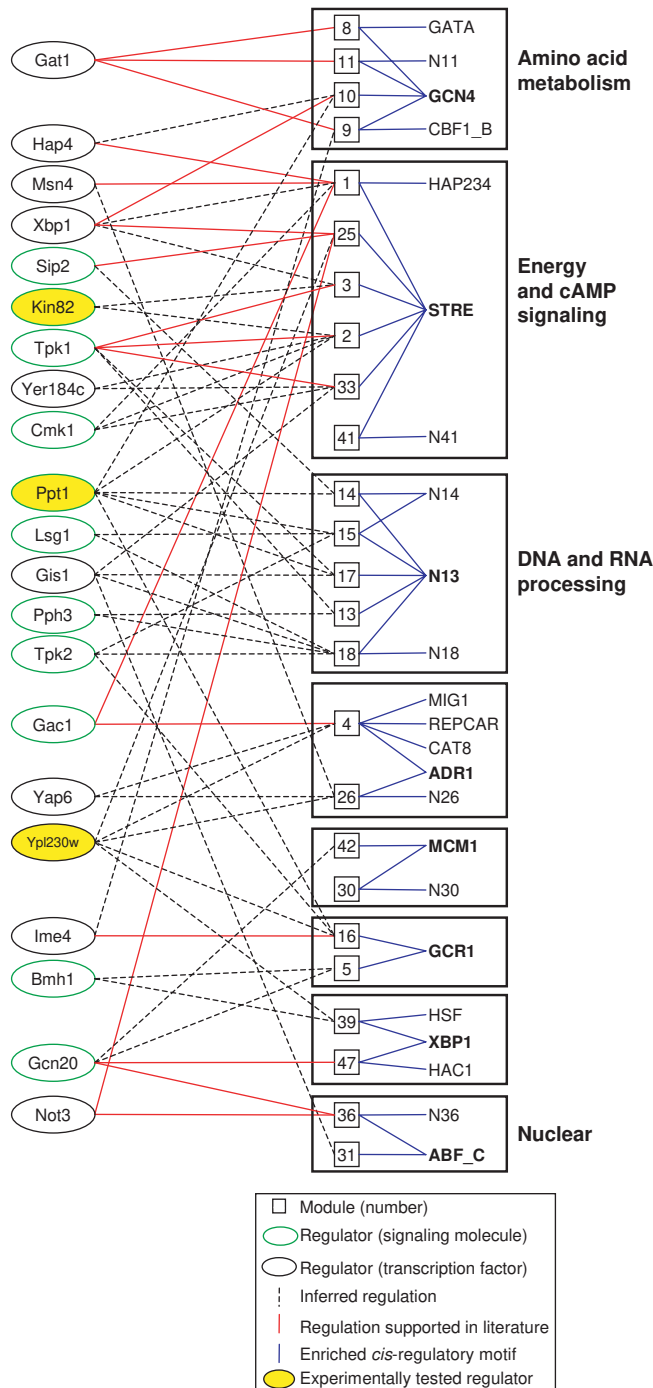 Gat1
Hap4
Msn4
Xbp1
Sip2
Kin82
Tpk1
Yer184c
Cmk1
Ppt1
Lsg1
Gis1
Pph3
Tpk2
Gac1
Yap6
Ypl230w
Ime4
Bmh1
Gcn20
Not3
8 GATA
11 N11
10 GCN4
9 CBF1_B
Amino acid
metabolism
1 HAP234
25
3 STRE
2
33
41 N41
Energy
and cAMP
signaling
14 N14
15
17 N13
13
18 N18
DNA and RNA
processing
MIG1
4 REPCAR
CAT8
ADR1
26 N26
42 MCM1
30 N30
16
GCR1
5
HSF
39
XBP1
47
HAC1
36 N36
31 ABF_C
Nuclear
Module (number)
Regulator (signaling molecule)
Regulator (transcription factor)
Inferred regulation
Regulation supported in literature
Enriched cis-regulatory motif
Experimentally tested regulator